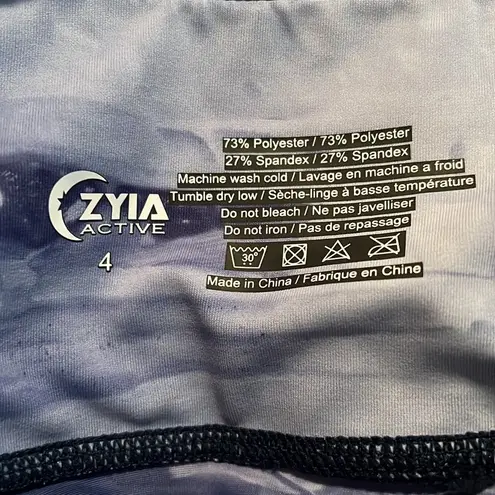 ZYIA
ACTIVE
4
73% Polyester / 73% Polyester
27% Spandex / 27% Spandex
Machine wash cold / Lavage en machine a froid
Tumble dry low / Sèche-linge à basse température
Do not bleach / Ne pas javelliser
Do not iron / Pas de repassage
30°
Made in China / Fabrique en Chine